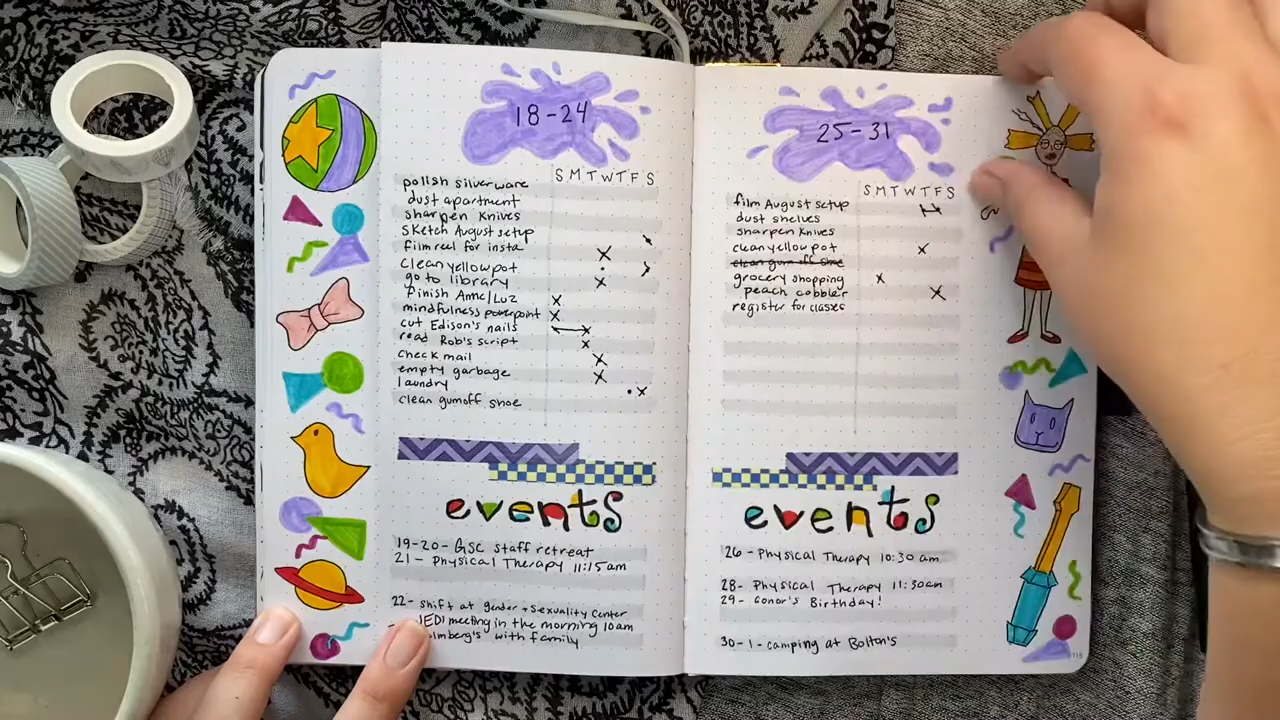 18-24
S M T W T F S
polish silverware
dust apartment
sharpen knives
Sketch August setup
film reel for insta
clean yellow pot
go to library
finish Anne/Luz
mindfulness powerpoint
cut Edison's nails
read Rob's script
check mail
empty garbage
laundry
clean gum off shoe
events
19-20- GSC staff retreat
21- Physical Therapy 11:15am
22- shift at gender + Sexuality Center
JEDI meeting in the morning 10am
with family
25-31
S M T W T F S
film August setup
dust shelves
sharpen knives
clean yellow pot
clean gum off shoe
grocery shopping
peach cobbler
register for classes
events
26- Physical Therapy 10:30 am
28- Physical Therapy 11:30am
29- Conor's Birthday!
30-1- camping at Bolton's